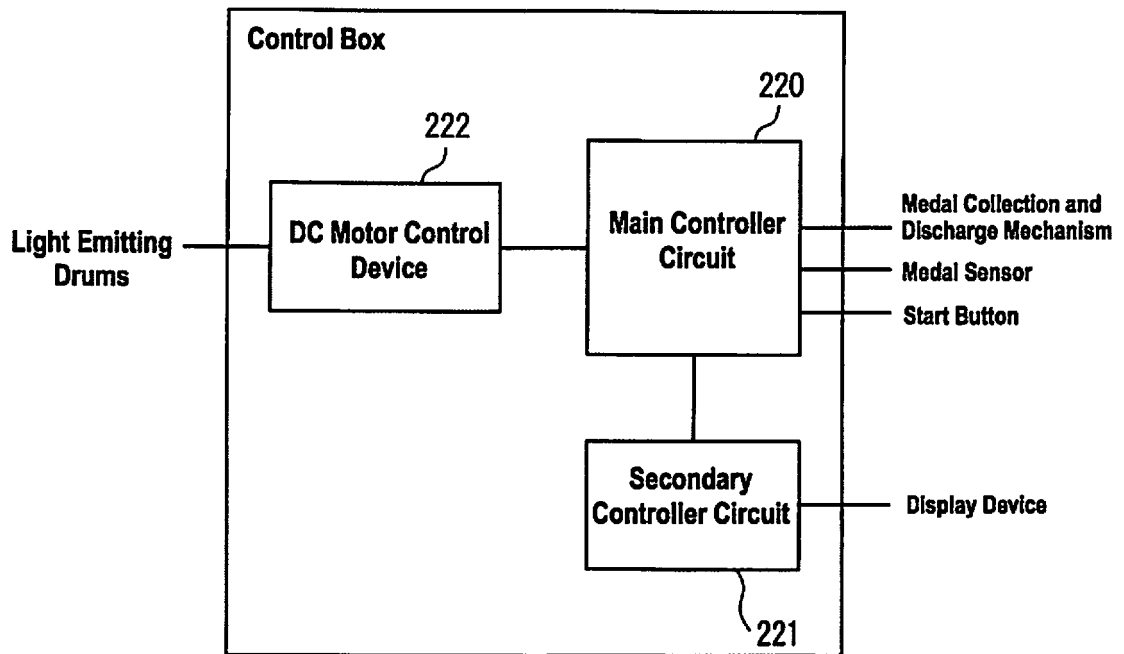 Control Box
220
222
Main Controller
Circuit
DC Motor Control
Device
Light Emitting
Drums
Medal Collection and
Discharge Mechanism
Medal Sensor
Start Button
Secondary
Controller Circuit
Display Device
221